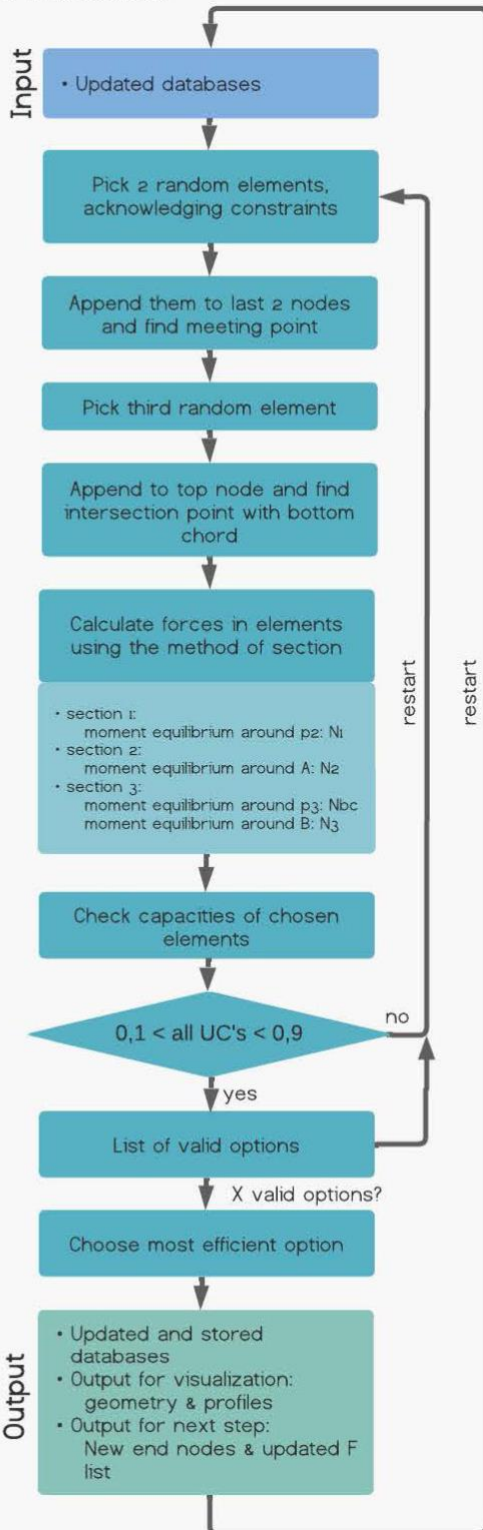 Input
• Updated databases
Pick 2 random elements,
acknowledging constraints
Append them to last 2 nodes
and find meeting point
Pick third random element
Append to top node and find
intersection point with bottom
chord
Calculate forces in elements
using the method of section
• section 1:
moment equilibrium around p2: N1
• section 2:
moment equilibrium around A: N2
• section 3:
moment equilibrium around p3: Nbc
moment equilibrium around B: N3
restart
restart
Check capacities of chosen
elements
0,1 < all UC's < 0,9
no
yes
List of valid options
X valid options?
Choose most efficient option
Output
• Updated and stored
databases
• Output for visualization:
geometry & profiles
• Output for next step:
New end nodes & updated F
list